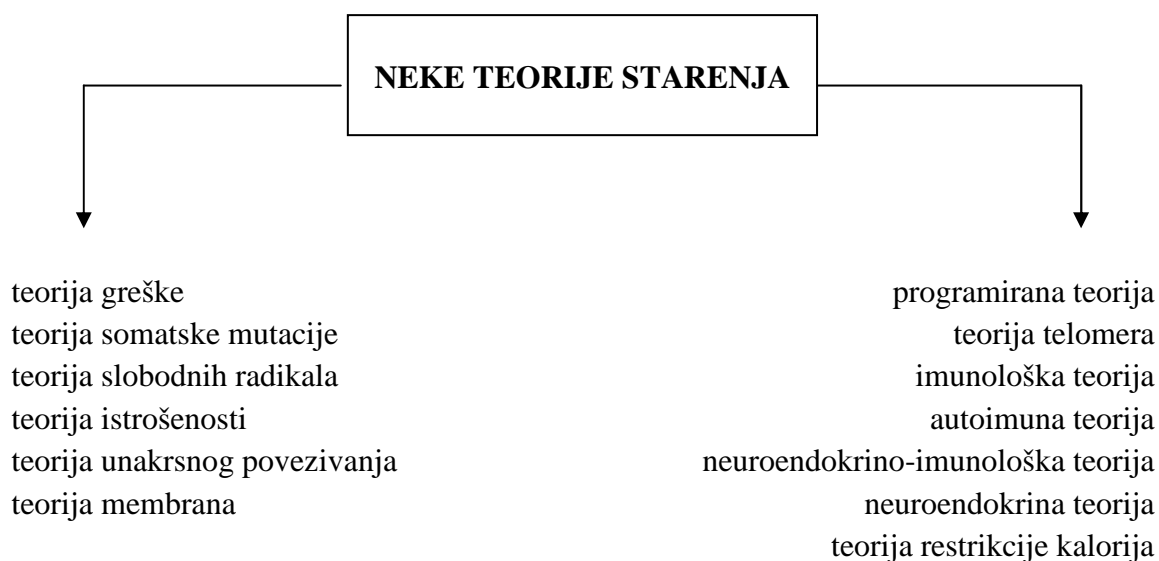 NEKE TEORIJE STARENJA
teorija greške
teorija somatske mutacije
teorija slobodnih radikala
teorija istrošenosti
teorija unakrsnog povezivanja
teorija membrana
programirana teorija
teorija telomera
imunološka teorija
autoimuna teorija
neuroendokrino-imunološka teorija
neuroendokrina teorija
teorija restrikcije kalorija